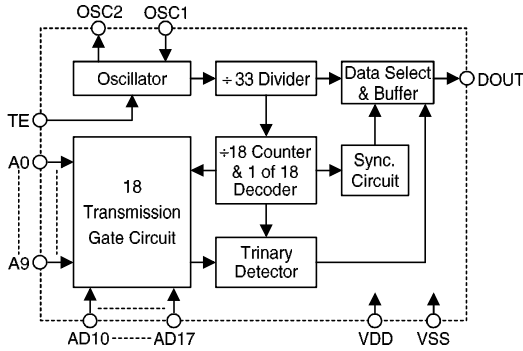 OSC2 OSC1
Oscillator
÷ 33 Divider
Data Select
& Buffer
DOUT
TE
A0
18
Transmission
Gate Circuit
÷18 Counter
& 1 of 18
Decoder
Sync.
Circuit
A9
Trinary
Detector
AD10 AD17 VDD VSS